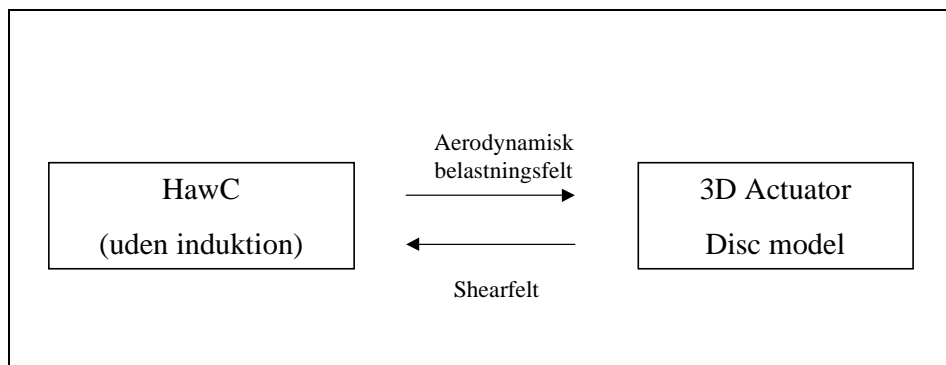 HawC
(uden induktion)
Aerodynamisk
belastningsfelt
Shearfelt
3D Actuator
Disc model